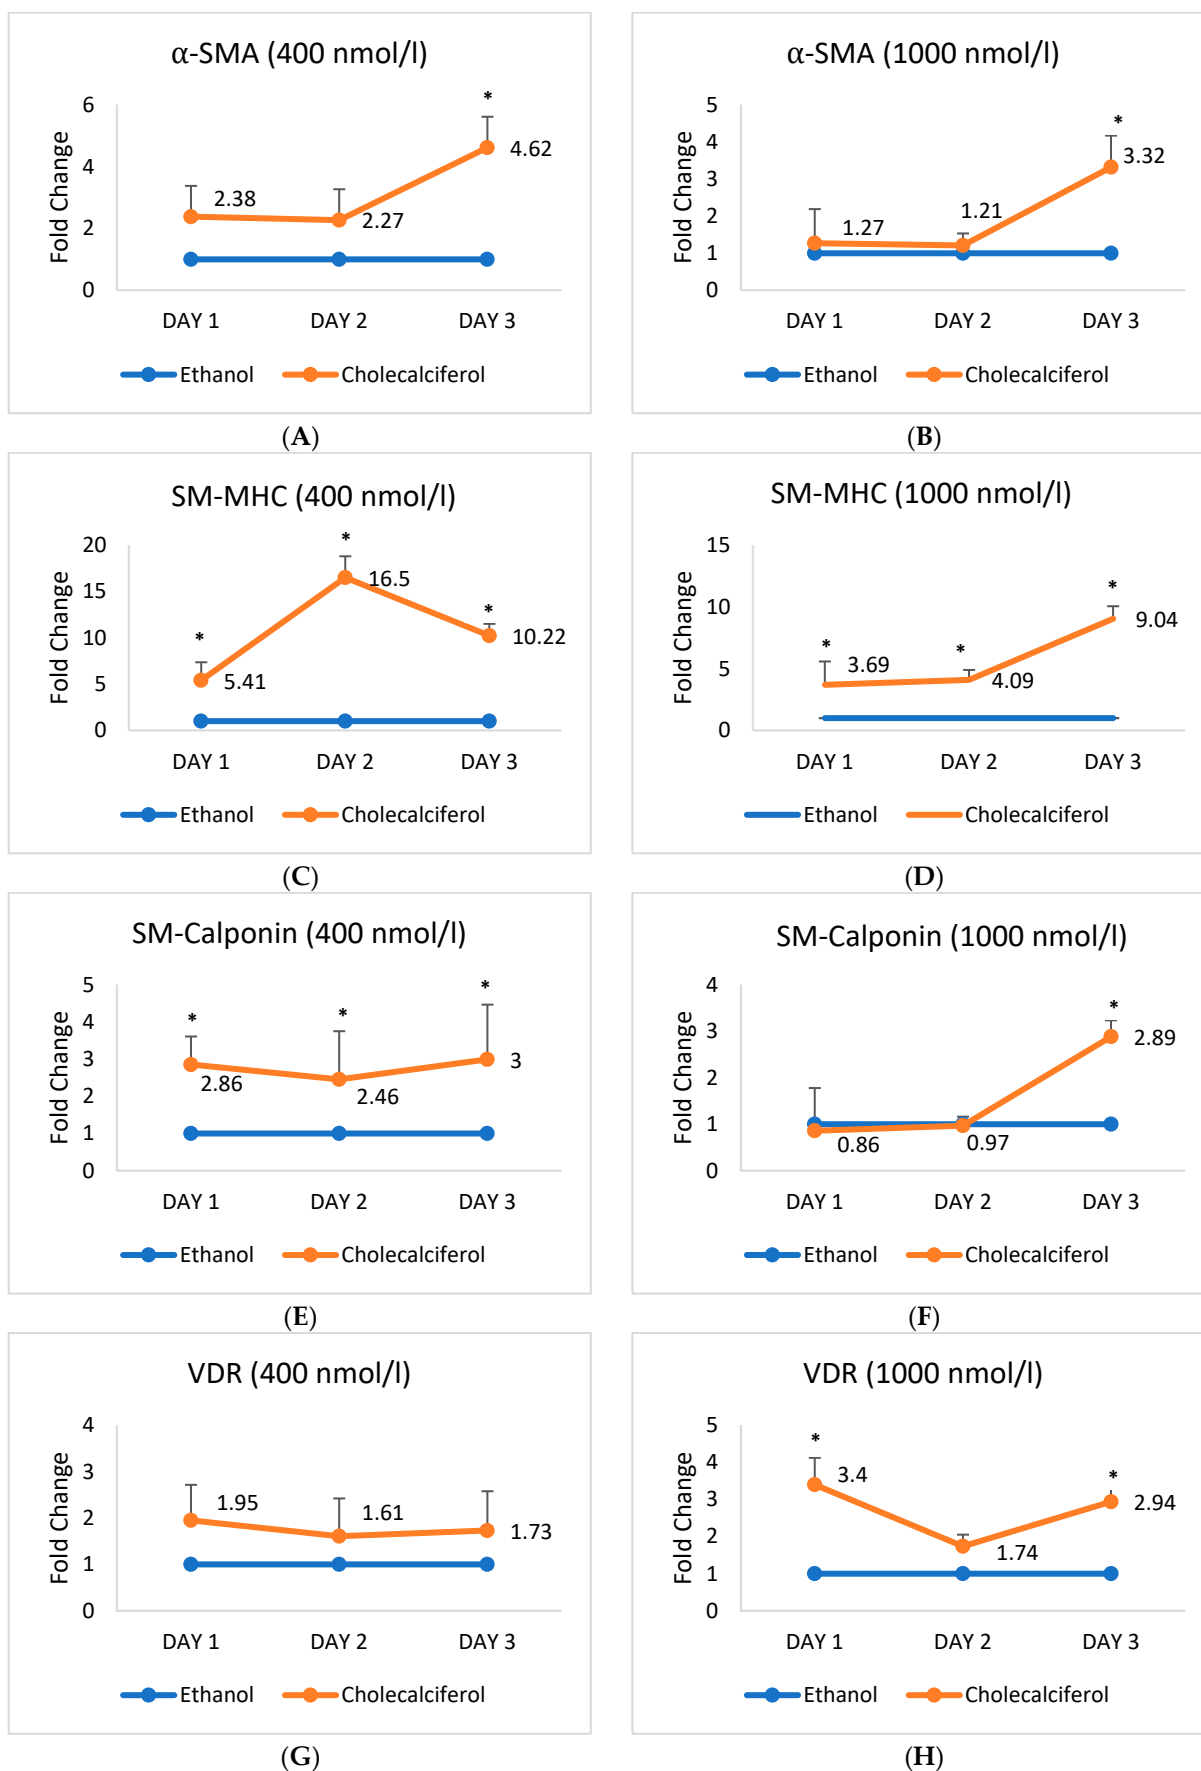 α-SMA (400 nmol/l)
Fold Change
6
4
2
0
*
2.38
2.27
4.62
DAY 1 DAY 2 DAY 3
Ethanol Cholecalciferol
(A)
α-SMA (1000 nmol/l)
Fold Change
5
4
3
2
1
0
*
1.27
1.21
3.32
DAY 1 DAY 2 DAY 3
Ethanol Cholecalciferol
(B)
SM-MHC (400 nmol/l)
Fold Change
20
15
10
5
0
*
*
*
5.41
16.5
10.22
DAY 1 DAY 2 DAY 3
Ethanol Cholecalciferol
(C)
SM-MHC (1000 nmol/l)
Fold Change
15
10
5
0
*
*
*
3.69
4.09
9.04
DAY 1 DAY 2 DAY 3
Ethanol Cholecalciferol
(D)
SM-Calponin (400 nmol/l)
Fold Change
5
4
3
2
1
0
*
*
*
2.86
2.46
3
DAY 1 DAY 2 DAY 3
Ethanol Cholecalciferol
(E)
SM-Calponin (1000 nmol/l)
Fold Change
4
3
2
1
0
*
0.86
0.97
2.89
DAY 1 DAY 2 DAY 3
Ethanol Cholecalciferol
(F)
VDR (400 nmol/l)
Fold Change
4
3
2
1
0
1.95
1.61
1.73
DAY 1 DAY 2 DAY 3
Ethanol Cholecalciferol
(G)
VDR (1000 nmol/l)
Fold Change
5
4
3
2
1
0
*
*
3.4
1.74
2.94
DAY 1 DAY 2 DAY 3
Ethanol Cholecalciferol
(H)